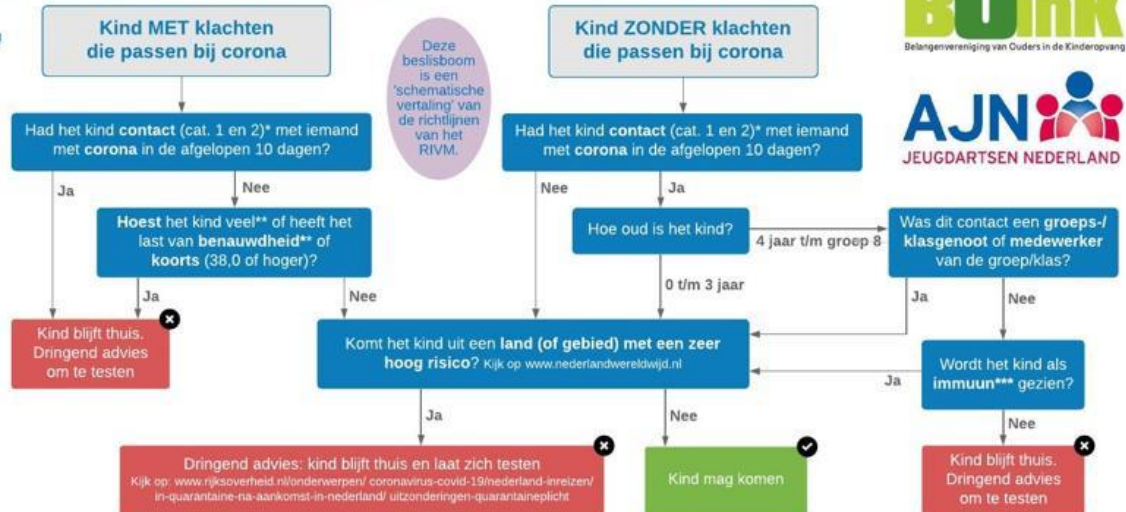 Kind MET klachten
die passen bij corona
Deze
beslisboom
is een
'schematische
vertaling' van
de richtlijnen
van het
RIVM.
Kind ZONDER klachten
die passen bij corona
BOink
Belangenvereniging van Ouders in de Kinderopvang
AJN
JEUGDARTSEN NEDERLAND
Had het kind contact (cat. 1 en 2)* met iemand
met corona in de afgelopen 10 dagen?
Had het kind contact (cat. 1 en 2)* met iemand
met corona in de afgelopen 10 dagen?
Ja
Nee
Nee
Ja
Hoest het kind veel** of heeft het
last van benauwdheid** of
koorts (38,0 of hoger)?
Hoe oud is het kind?
4 jaar t/m groep 8
Was dit contact een groeps-/
klasgenoot of medewerker
van de groep/klas?
Ja
Nee
0 t/m 3 jaar
Ja
Nee
Kind blijft thuis.
Dringend advies
om te testen
Komt het kind uit een land (of gebied) met een zeer
hoog risico? Kijk op www.nederlandwereldwijd.nl
Ja
Wordt het kind als
immuun*** gezien?
Ja
Nee
Nee
Dringend advies: kind blijft thuis en laat zich testen
Kijk op: www.rijksoverheid.nl/onderwerpen/ coronavirus-covid-19/nederland-inreizen/
in-quarantaine-na-aankomst-in-nederland/ uitzonderingen-quarantaineplicht
Kind mag komen
Kind blijft thuis.
Dringend advies
om te testen